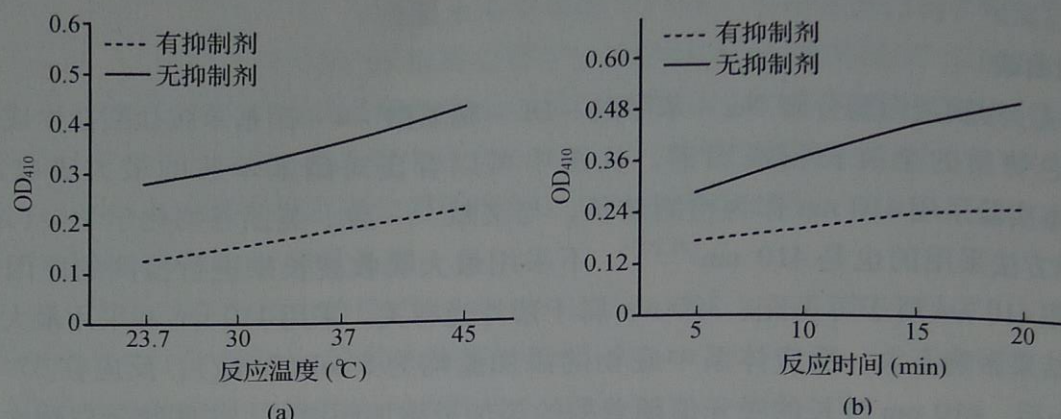 0.6
0.5
0.4
0.3
0.2
0.1
0
OD₄₁₀
有抑制剂
无抑制剂
23.7 30 37 45
反应温度 (℃)
(a)
0.60
0.48
0.36
0.24
0.12
0
OD₄₁₀
有抑制剂
无抑制剂
5 10 15 20
反应时间 (min)
(b)